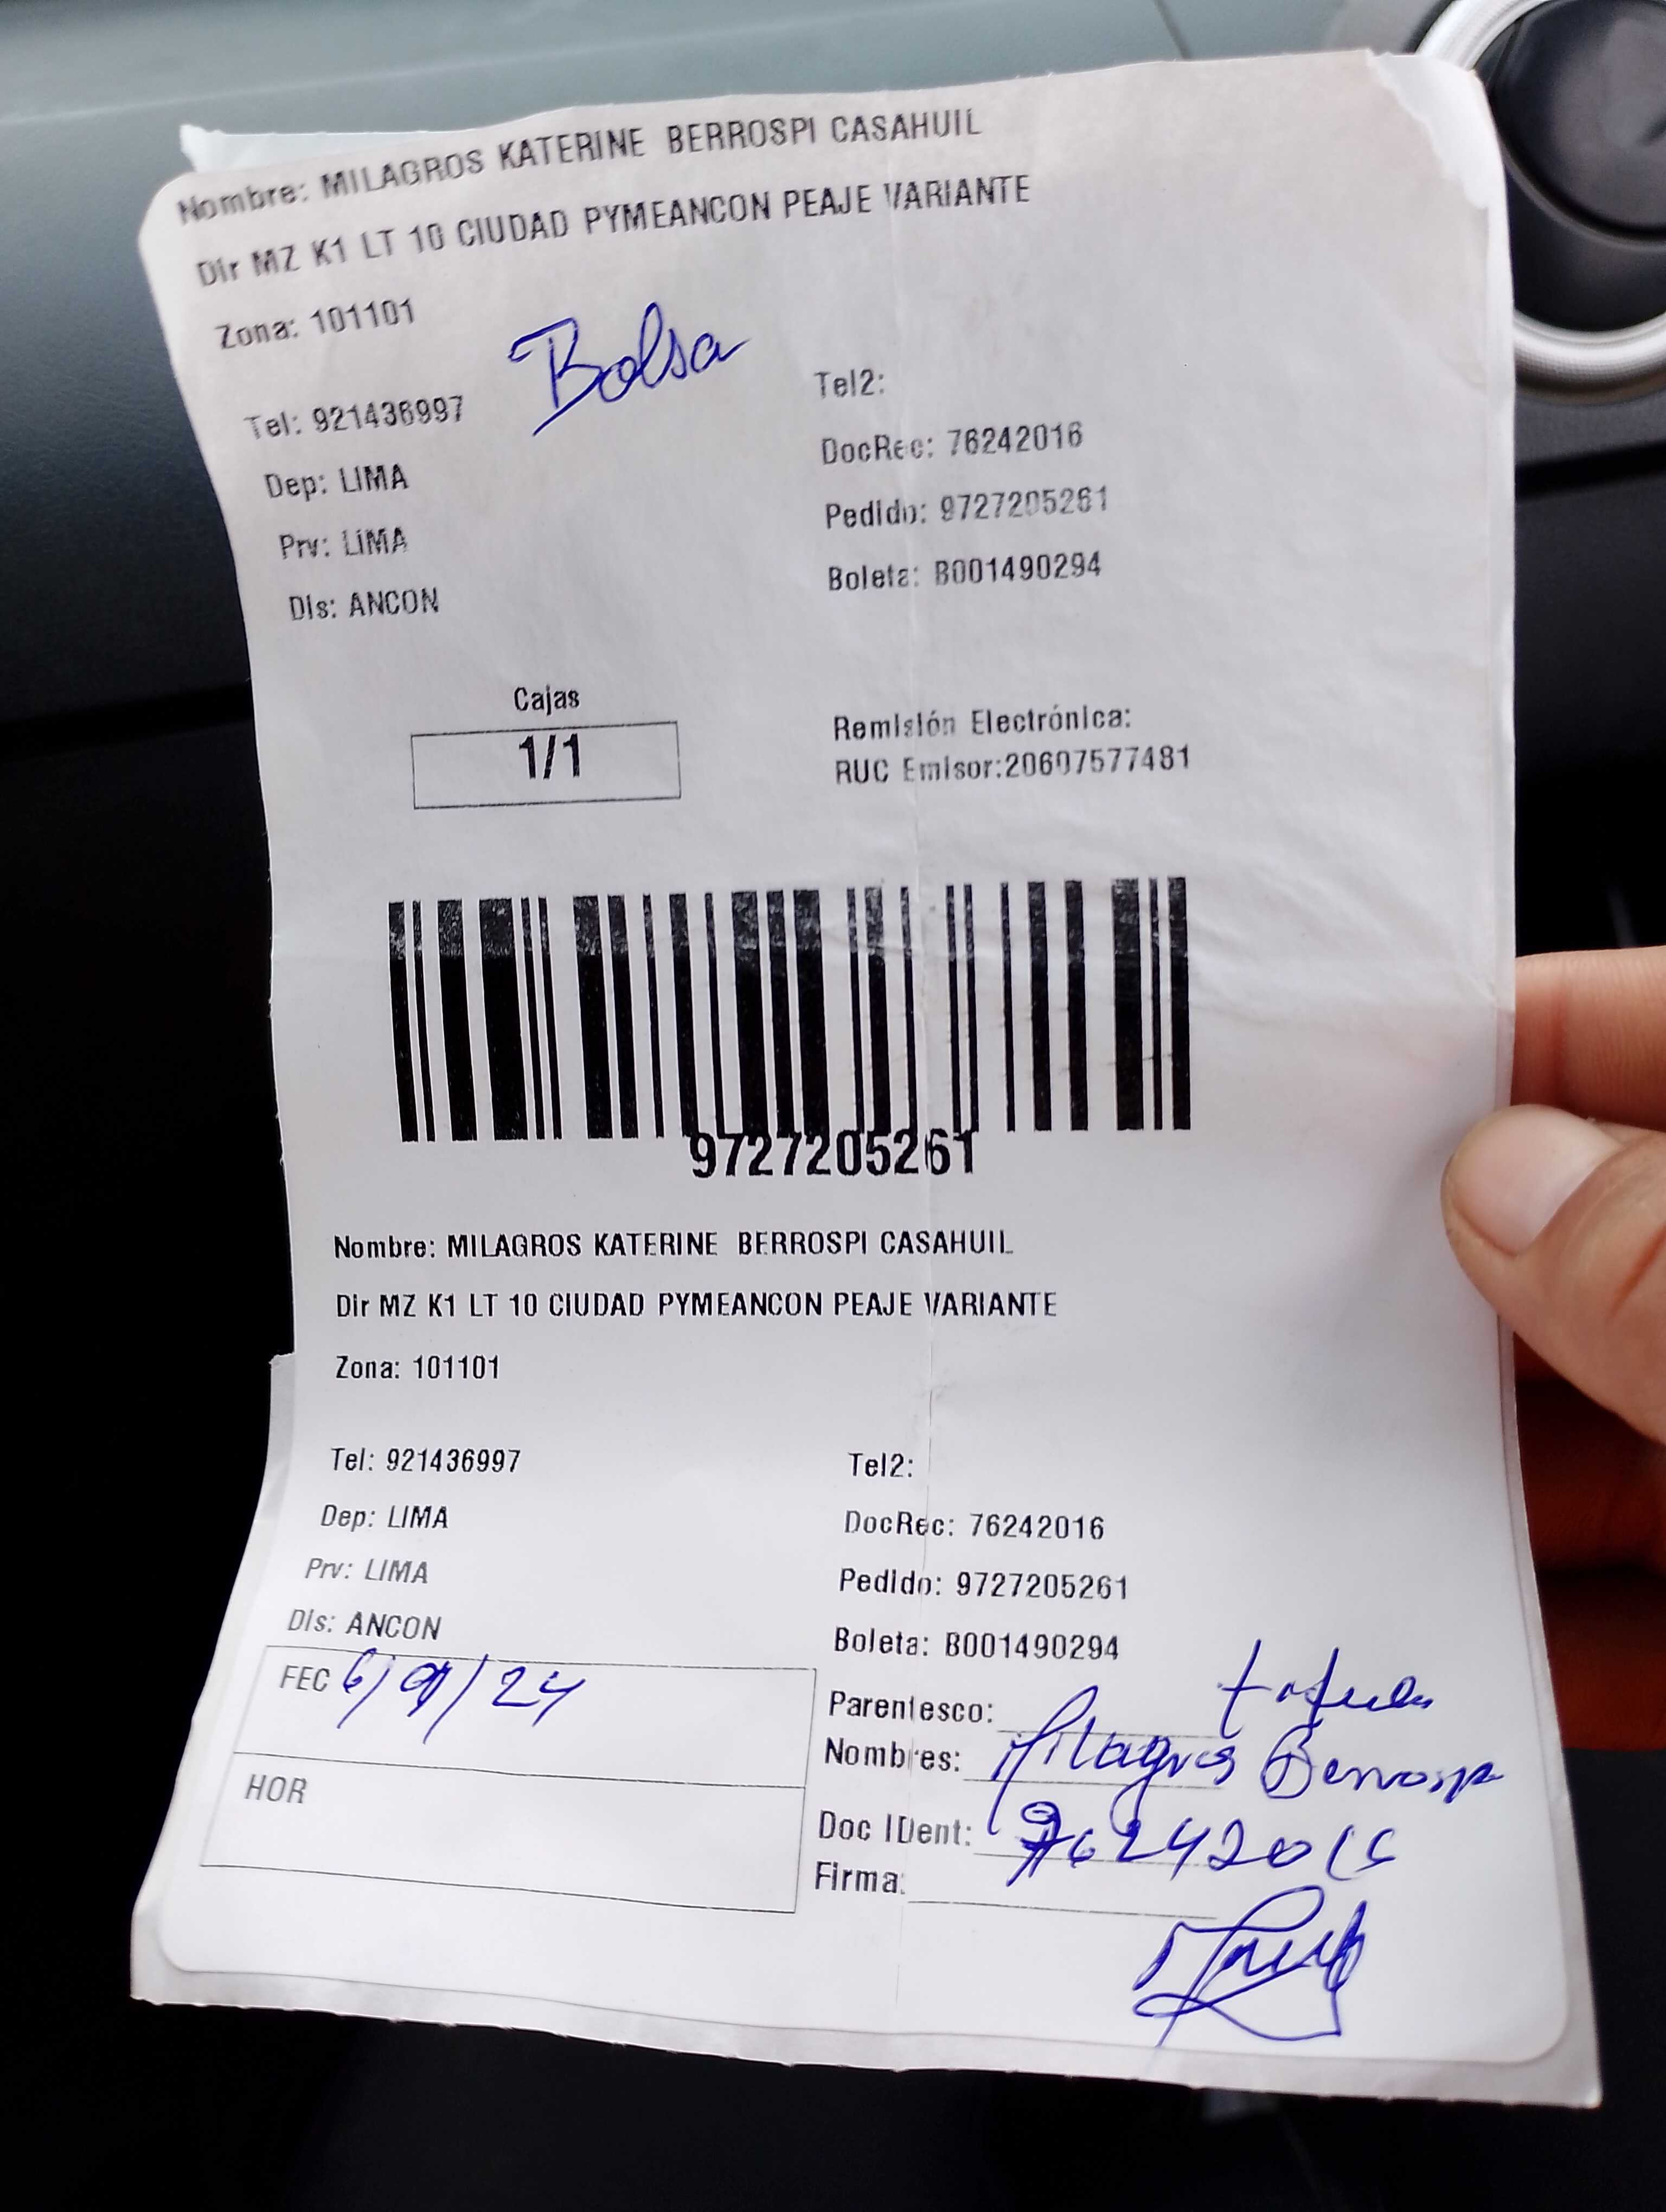 Nombre: MILAGROS KATERINE BERROSPI CASAHUIL
Dir MZ K1 LT 10 CIUDAD PYMEANCON PEAJE VARIANTE
Zona: 101101
Bolsa
Tel: 921436997
Tel2:
Dep: LIMA
DocRec: 76242016
Prv: LIMA
Pedido: 9727205261
Dis: ANCON
Boleta: B001490294
Cajas
1/1
Remisión Electrónica:
RUC Emisor:20607577481
9727205261
Nombre: MILAGROS KATERINE BERROSPI CASAHUIL
Dir MZ K1 LT 10 CIUDAD PYMEANCON PEAJE VARIANTE
Zona: 101101
Tel: 921436997
Tel2:
Dep: LIMA
DocRec: 76242016
Prv: LIMA
Pedido: 9727205261
Dis: ANCON
Boleta: B001490294
FEC 6/9/24
HOR
Parentesco:
Nombres: Milagros Berrospi
Doc IDent: 76242016
Firma: